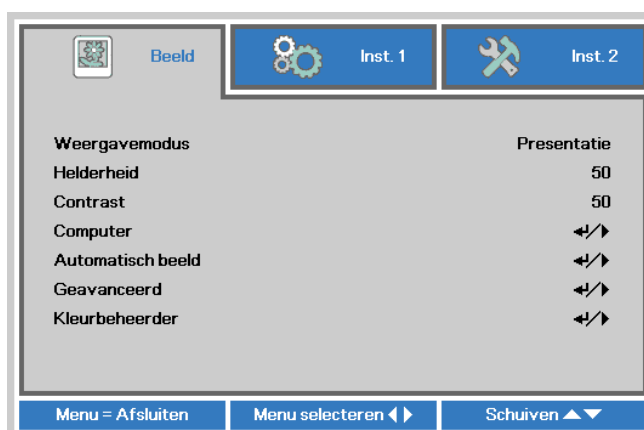 Beeld
Inst. 1
Inst. 2
Weergavemodus Presentatie
Helderheid 50
Contrast 50
Computer ↵/▶
Automatisch beeld ↵/▶
Geavanceerd ↵/▶
Kleurbeheerder ↵/▶
Menu = Afsluiten
Menu selecteren ◀▶
Schuiven ▲▼